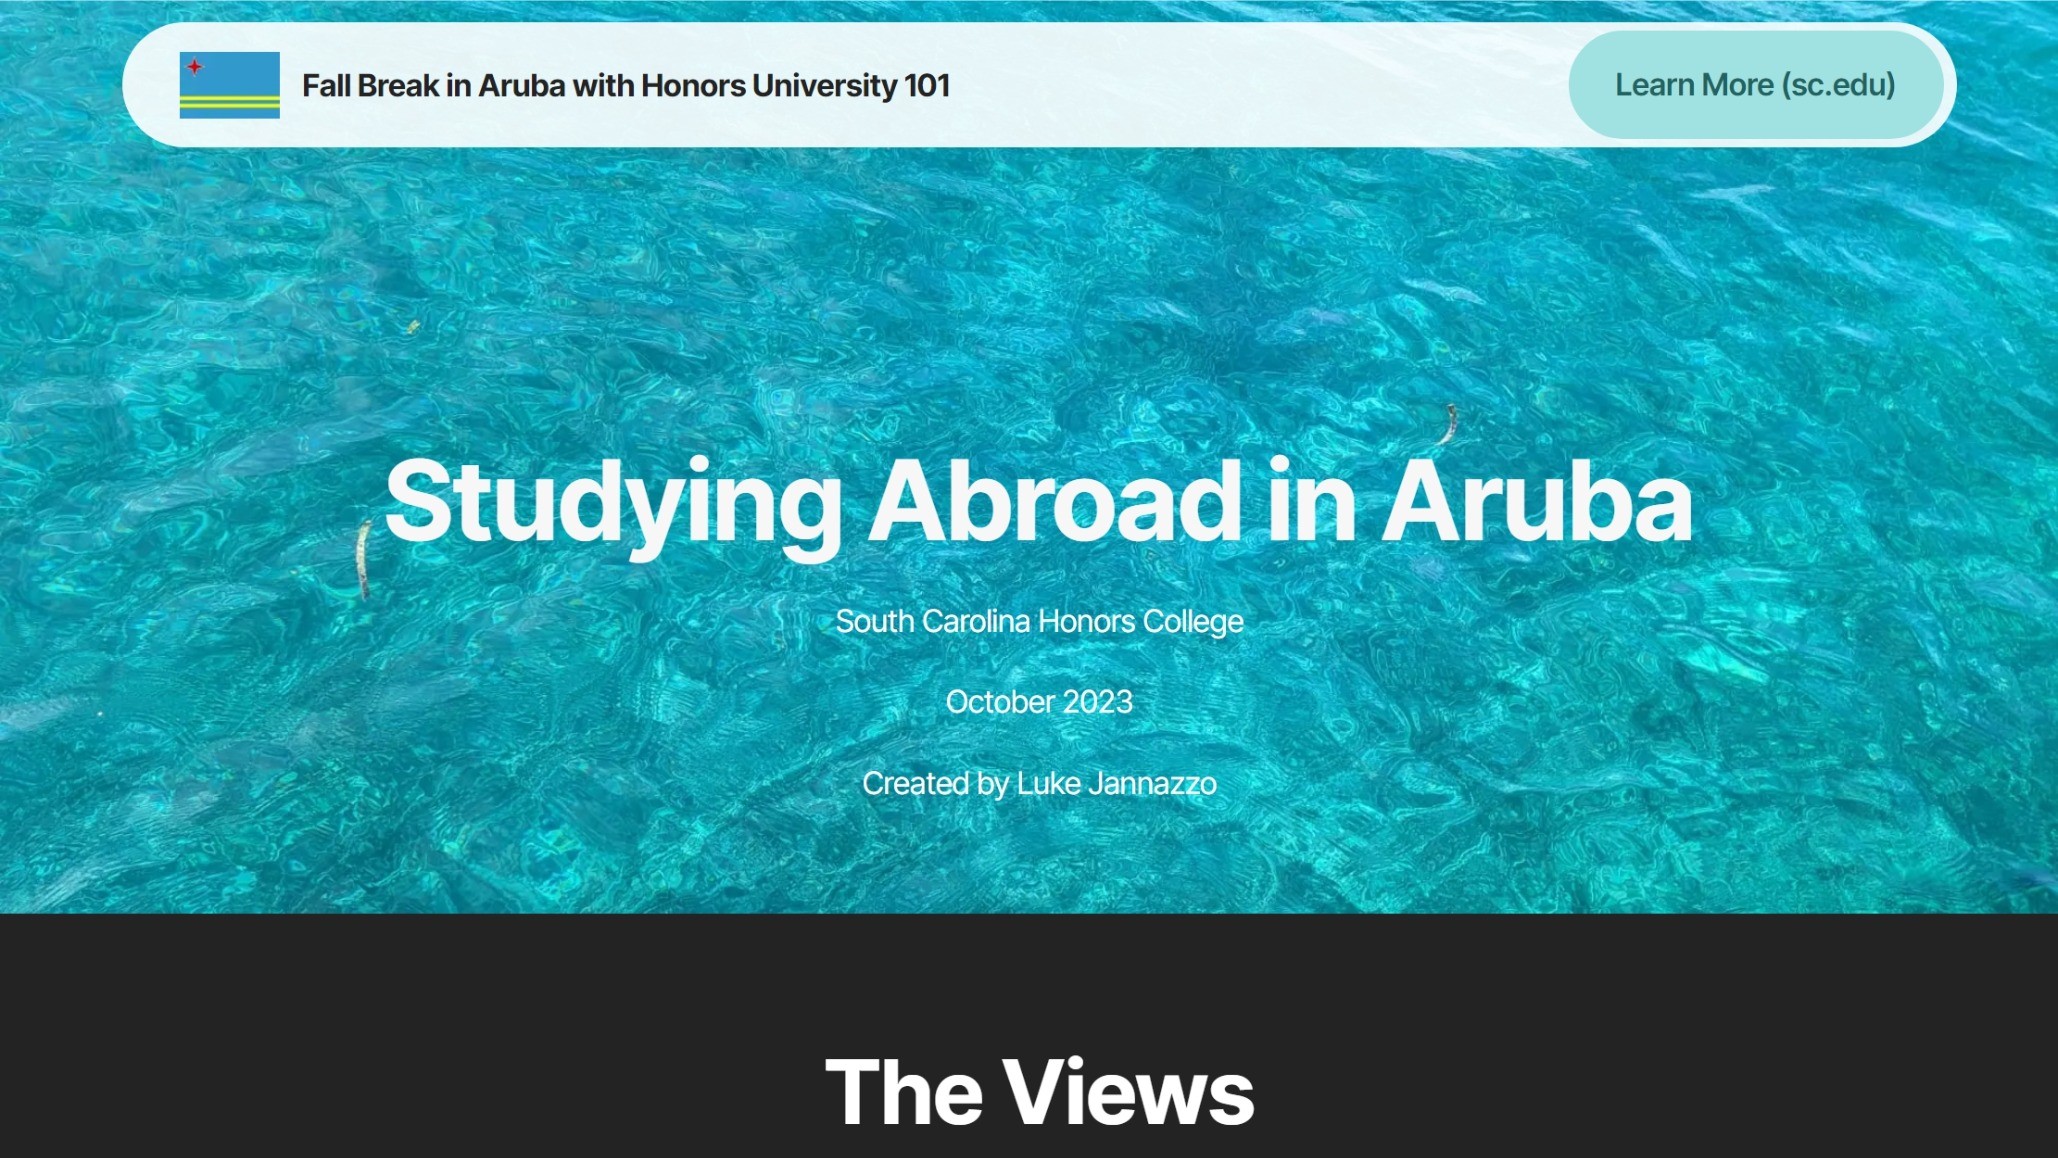 Fall Break in Aruba with Honors University 101
Learn More (sc.edu)
Studying Abroad in Aruba
South Carolina Honors College
October 2023
Created by Luke Jannazzo
The Views